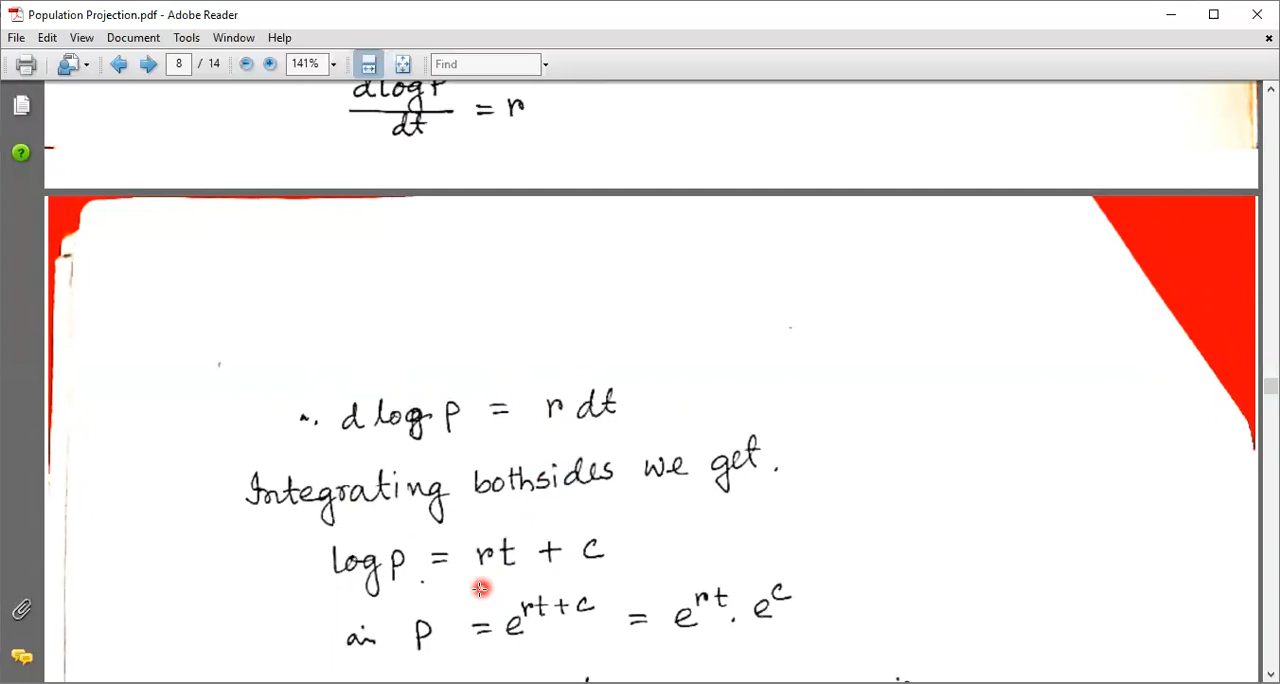 Population Projection.pdf - Adobe Reader
File Edit View Document Tools Window Help
8 / 14 141% Find
d log P
dt = r
∴ d log P = r dt
Integrating bothsides we get.
log P = rt + c
P = e^{rt+c} = e^{rt}. e^{c}